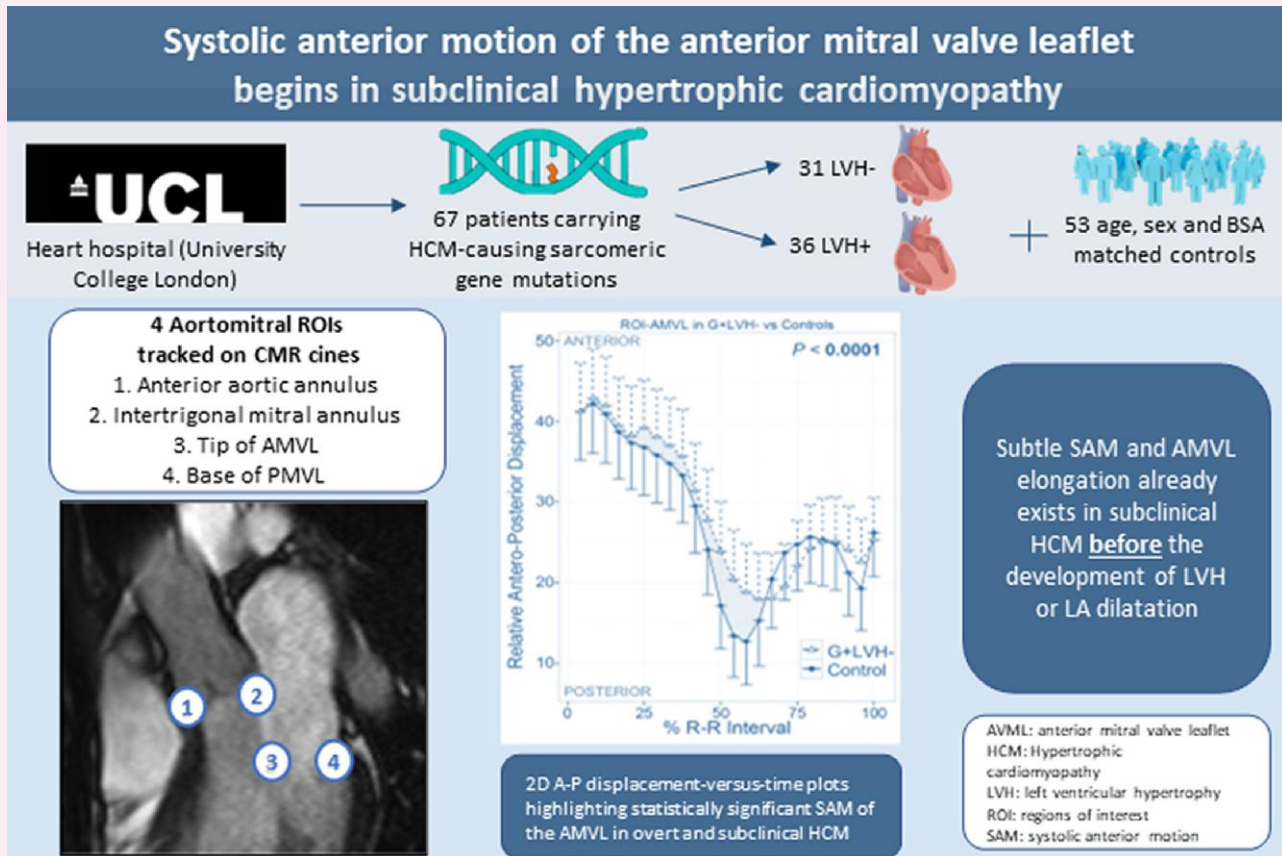 Systolic anterior motion of the anterior mitral valve leaflet
begins in subclinical hypertrophic cardiomyopathy
UCL
Heart hospital (University
College London)
67 patients carrying
HCM-causing sarcomeric
gene mutations
31 LVH-
36 LVH+
53 age, sex and BSA
matched controls
4 Aortomitral ROIs
tracked on CMR cines
1. Anterior aortic annulus
2. Intertrigonal mitral annulus
3. Tip of AMVL
4. Base of PMVL
1
2
3
4
ROI-AMVL in G+LVH- vs Controls
ANTERIOR
P < 0.0001
Relative Antero-Posterior Displacement
50
40
30
20
10
G+LVH-
Control
POSTERIOR
0 25 50 75 100
% R-R Interval
2D A-P displacement-versus-time plots
highlighting statistically significant SAM of
the AMVL in overt and subclinical HCM
Subtle SAM and AMVL
elongation already
exists in subclinical
HCM before the
development of LVH
or LA dilatation
AVML: anterior mitral valve leaflet
HCM: Hypertrophic
cardiomyopathy
LVH: left ventricular hypertrophy
ROI: regions of interest
SAM: systolic anterior motion